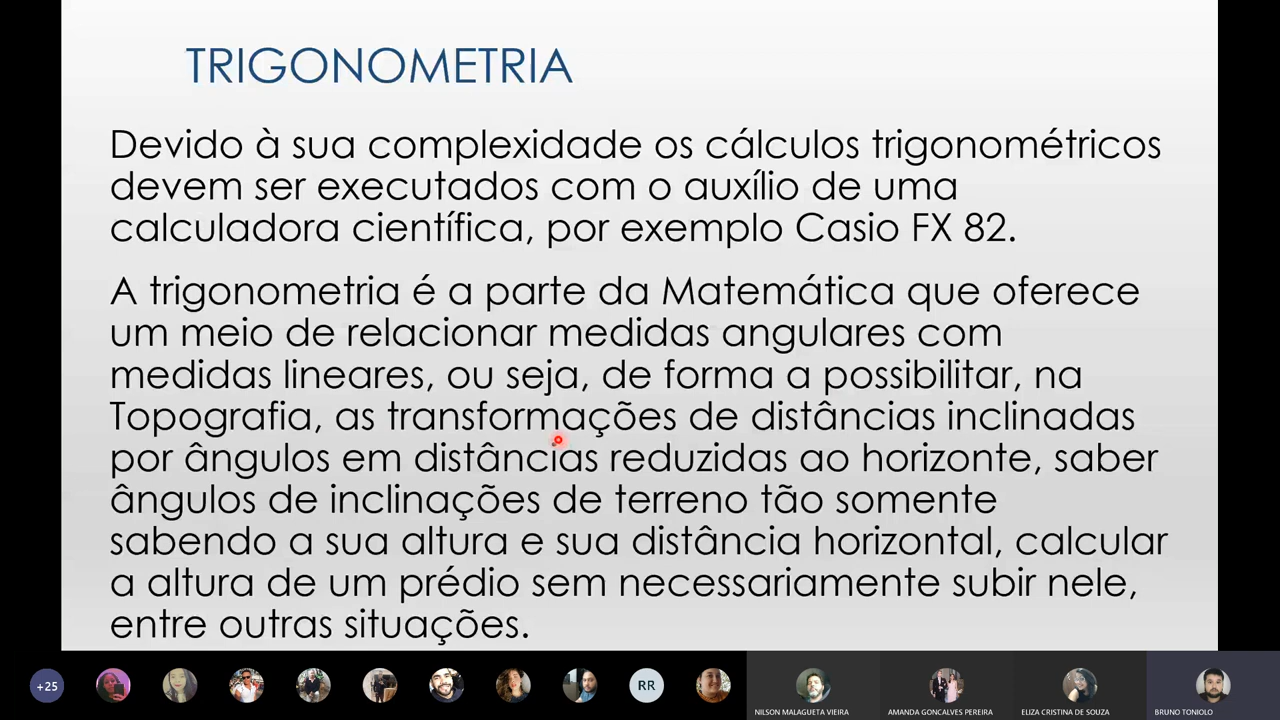 TRIGONOMETRIA
Devido à sua complexidade os cálculos trigonométricos
devem ser executados com o auxílio de uma
calculadora científica, por exemplo Casio FX 82.
A trigonometria é a parte da Matemática que oferece
um meio de relacionar medidas angulares com
medidas lineares, ou seja, de forma a possibilitar, na
Topografia, as transformações de distâncias inclinadas
por ângulos em distâncias reduzidas ao horizonte, saber
ângulos de inclinações de terreno tão somente
sabendo a sua altura e sua distância horizontal, calcular
a altura de um prédio sem necessariamente subir nele,
entre outras situações.
+25
RR
NILSON MALAGUETA VIEIRA
AMANDA GONCALVES PEREIRA
ELIZA CRISTINA DE SOUZA
BRUNO TONIOLO